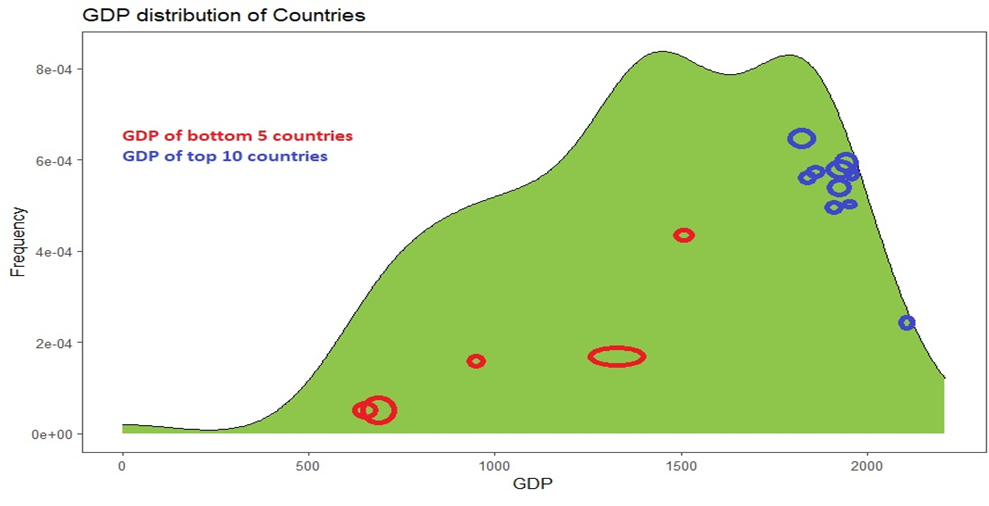 GDP distribution of Countries
8e-04
GDP of bottom 5 countries
GDP of top 10 countries
6e-04
Frequency
4e-04
2e-04
0e+00
0 500 1000 1500 2000
GDP